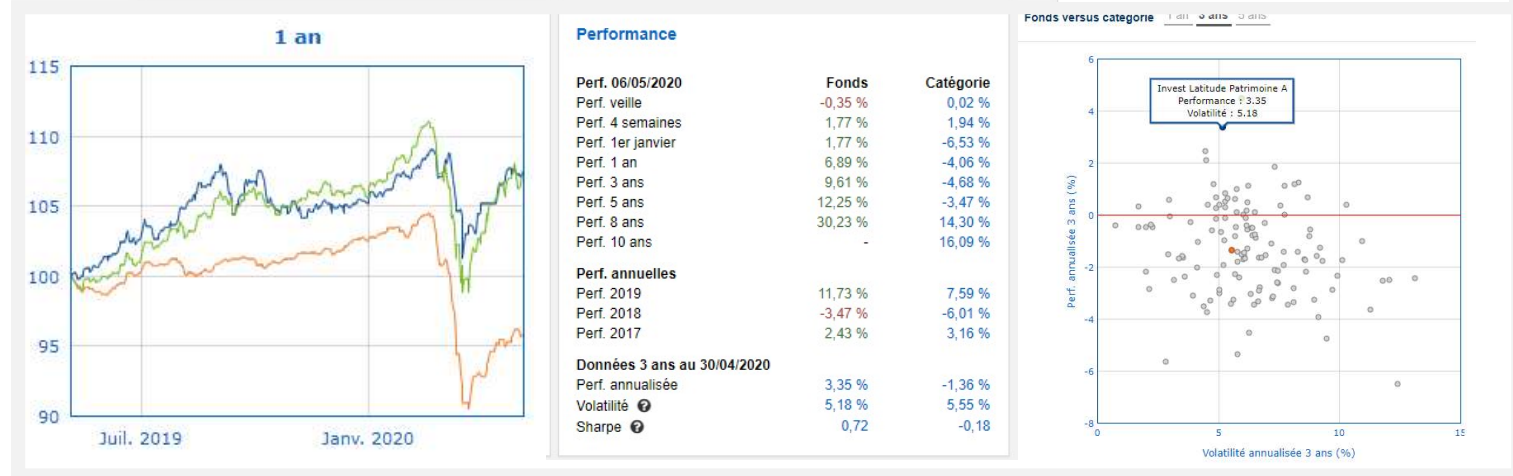 1 an
115
110
105
100
95
90
Juil. 2019
Janv. 2020
Performance
Perf. 06/05/2020 Fonds Catégorie
Perf. veille -0,35 % 0,02 %
Perf. 4 semaines 1,77 % 1,94 %
Perf. 1er janvier 1,77 % -6,53 %
Perf. 1 an 6,89 % -4,06 %
Perf. 3 ans 9,61 % -4,68 %
Perf. 5 ans 12,25 % -3,47 %
Perf. 8 ans 30,23 % 14,30 %
Perf. 10 ans - 16,09 %
Perf. annuelles
Perf. 2019 11,73 % 7,59 %
Perf. 2018 -3,47 % -6,01 %
Perf. 2017 2,43 % 3,16 %
Données 3 ans au 30/04/2020
Perf. annualisée 3,35 % -1,36 %
Volatilité ? 5,18 % 5,55 %
Sharpe ? 0,72 -0,18
Fonds versus catégorie 1 an 3 ans 5 ans
6
4
2
0
-2
-4
-6
-8
Invest Latitude Patrimoine A
Performance : 3.35
Volatilité : 5.18
Perf. annualisée 3 ans (%)
0
5
10
15
Volatilité annualisée 3 ans (%)